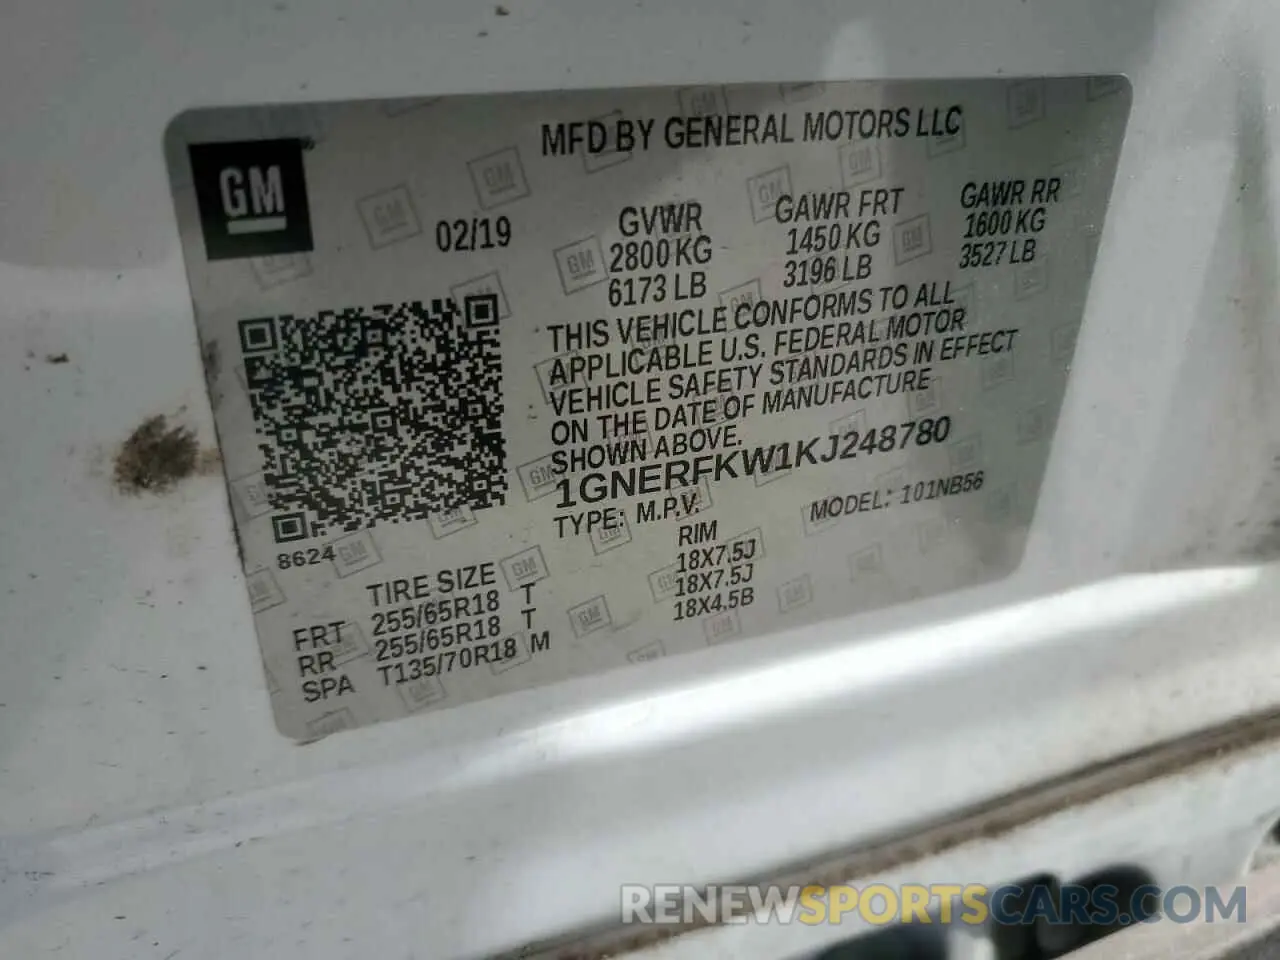 GM
MFD BY GENERAL MOTORS LLC
02/19
GVWR GAWR FRT GAWR RR
2800 KG 1450 KG 1600 KG
6173 LB 3196 LB 3527 LB
THIS VEHICLE CONFORMS TO ALL
APPLICABLE U.S. FEDERAL MOTOR
VEHICLE SAFETY STANDARDS IN EFFECT
ON THE DATE OF MANUFACTURE
SHOWN ABOVE.
1GNERFKW1KJ248780
TYPE: M.P.V. MODEL: 101NB56
8624
TIRE SIZE RIM
FRT 255/65R18 T 18X7.5J
RR 255/65R18 T 18X7.5J
SPA T135/70R18 M 18X4.5B
RENEWSPORTSCARS.COM